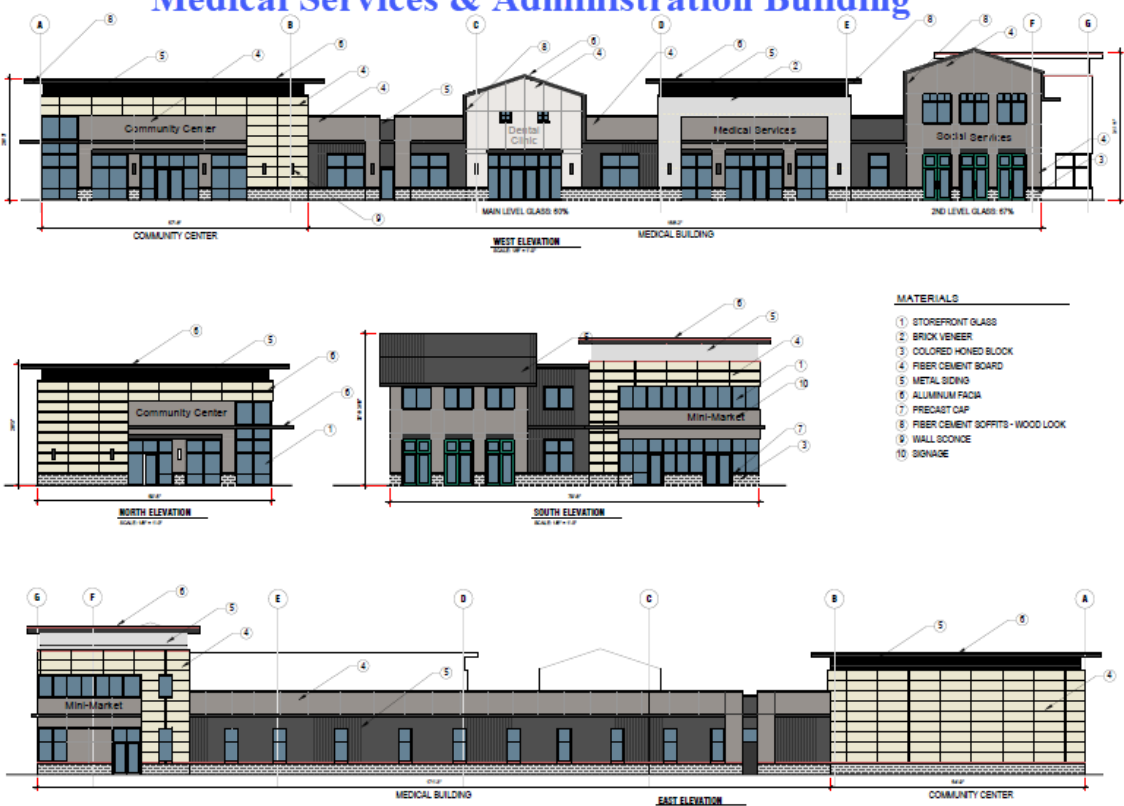 Medical Services & Administration Building
A 8 B C D E F G
Community Center
Dental
Clinic
Medical Services
Social Services
MAIN LEVEL GLASS: 60%
2ND LEVEL GLASS: 67%
COMMUNITY CENTER
MEDICAL BUILDING
WEST ELEVATION
MATERIALS
1 STOREFRONT GLASS
2 BRICK VENEER
3 COLORED HONED BLOCK
4 FIBER CEMENT BOARD
5 METAL SIDING
6 ALUMINUM FACIA
7 PRECAST CAP
8 FIBER CEMENT SOFFITS - WOOD LOOK
9 WALL SCONCE
10 SIGNAGE
Community Center
NORTH ELEVATION
Mini-Market
SOUTH ELEVATION
G F E D C B A
Mini-Market
MEDICAL BUILDING
EAST ELEVATION
COMMUNITY CENTER